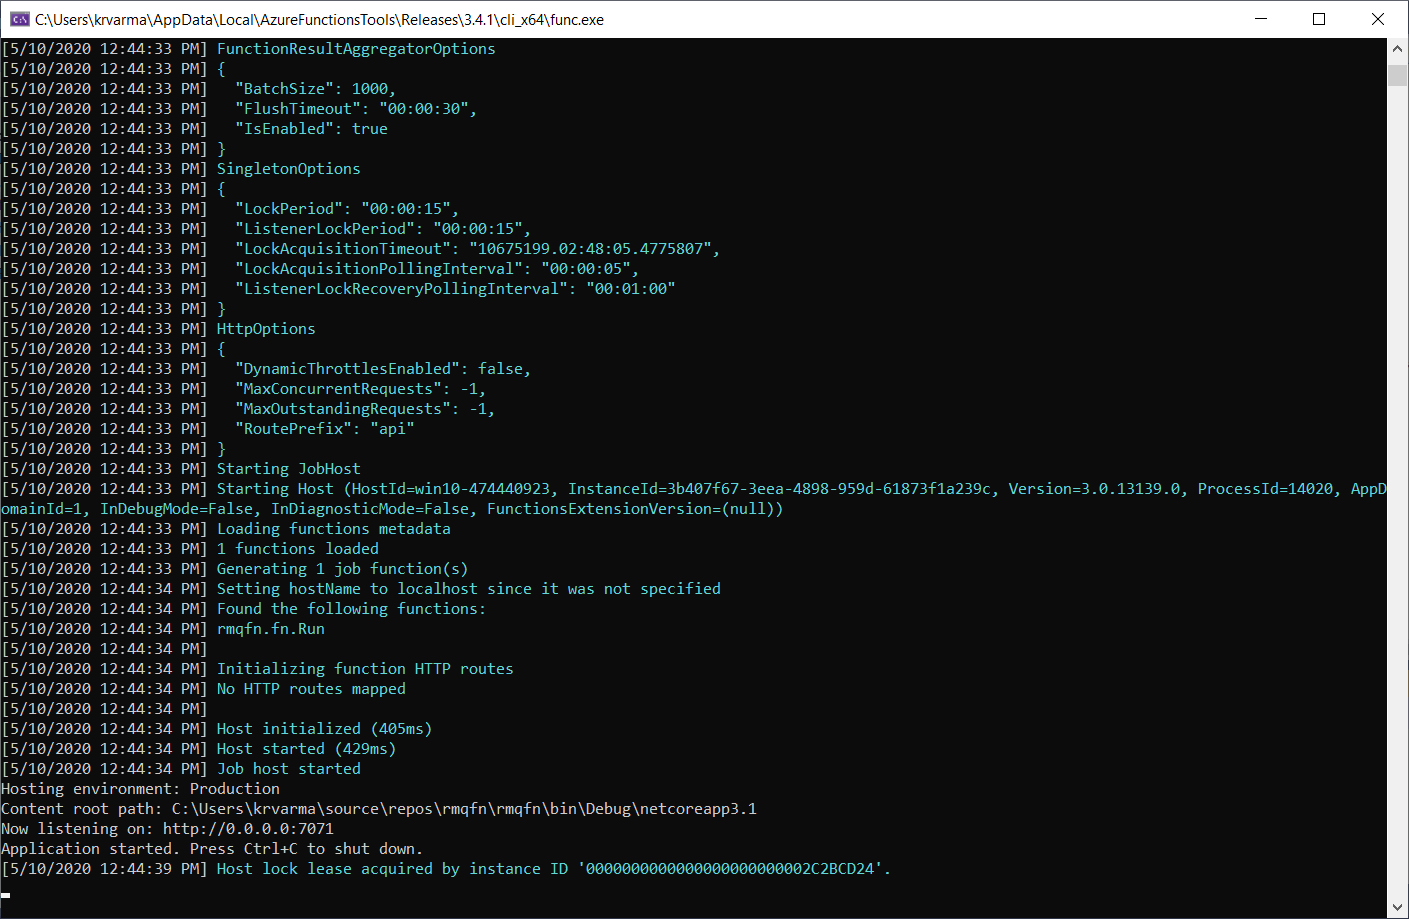 C:\Users\krvarma\AppData\Local\AzureFunctionsTools\Releases\3.4.1\cli_x64\func.exe
[5/10/2020 12:44:33 PM] FunctionResultAggregatorOptions
[5/10/2020 12:44:33 PM] {
[5/10/2020 12:44:33 PM]   "BatchSize": 1000,
[5/10/2020 12:44:33 PM]   "FlushTimeout": "00:00:30",
[5/10/2020 12:44:33 PM]   "IsEnabled": true
[5/10/2020 12:44:33 PM] }
[5/10/2020 12:44:33 PM] SingletonOptions
[5/10/2020 12:44:33 PM] {
[5/10/2020 12:44:33 PM]   "LockPeriod": "00:00:15",
[5/10/2020 12:44:33 PM]   "ListenerLockPeriod": "00:00:15",
[5/10/2020 12:44:33 PM]   "LockAcquisitionTimeout": "10675199.02:48:05.4775807",
[5/10/2020 12:44:33 PM]   "LockAcquisitionPollingInterval": "00:00:05",
[5/10/2020 12:44:33 PM]   "ListenerLockRecoveryPollingInterval": "00:01:00"
[5/10/2020 12:44:33 PM] }
[5/10/2020 12:44:33 PM] HttpOptions
[5/10/2020 12:44:33 PM] {
[5/10/2020 12:44:33 PM]   "DynamicThrottlesEnabled": false,
[5/10/2020 12:44:33 PM]   "MaxConcurrentRequests": -1,
[5/10/2020 12:44:33 PM]   "MaxOutstandingRequests": -1,
[5/10/2020 12:44:33 PM]   "RoutePrefix": "api"
[5/10/2020 12:44:33 PM] }
[5/10/2020 12:44:33 PM] Starting JobHost
[5/10/2020 12:44:33 PM] Starting Host (HostId=win10-474440923, InstanceId=3b407f67-3eea-4898-959d-61873f1a239c, Version=3.0.13139.0, ProcessId=14020, AppD
omainId=1, InDebugMode=False, InDiagnosticMode=False, FunctionsExtensionVersion=(null))
[5/10/2020 12:44:33 PM] Loading functions metadata
[5/10/2020 12:44:33 PM] 1 functions loaded
[5/10/2020 12:44:33 PM] Generating 1 job function(s)
[5/10/2020 12:44:34 PM] Setting hostName to localhost since it was not specified
[5/10/2020 12:44:34 PM] Found the following functions:
[5/10/2020 12:44:34 PM] rmqfn.fn.Run
[5/10/2020 12:44:34 PM]
[5/10/2020 12:44:34 PM] Initializing function HTTP routes
[5/10/2020 12:44:34 PM] No HTTP routes mapped
[5/10/2020 12:44:34 PM]
[5/10/2020 12:44:34 PM] Host initialized (405ms)
[5/10/2020 12:44:34 PM] Host started (429ms)
[5/10/2020 12:44:34 PM] Job host started
Hosting environment: Production
Content root path: C:\Users\krvarma\source\repos\rmqfn\rmqfn\bin\Debug\netcoreapp3.1
Now listening on: http://0.0.0.0:7071
Application started. Press Ctrl+C to shut down.
[5/10/2020 12:44:39 PM] Host lock lease acquired by instance ID '0000000000000000000000002C2BCD24'.